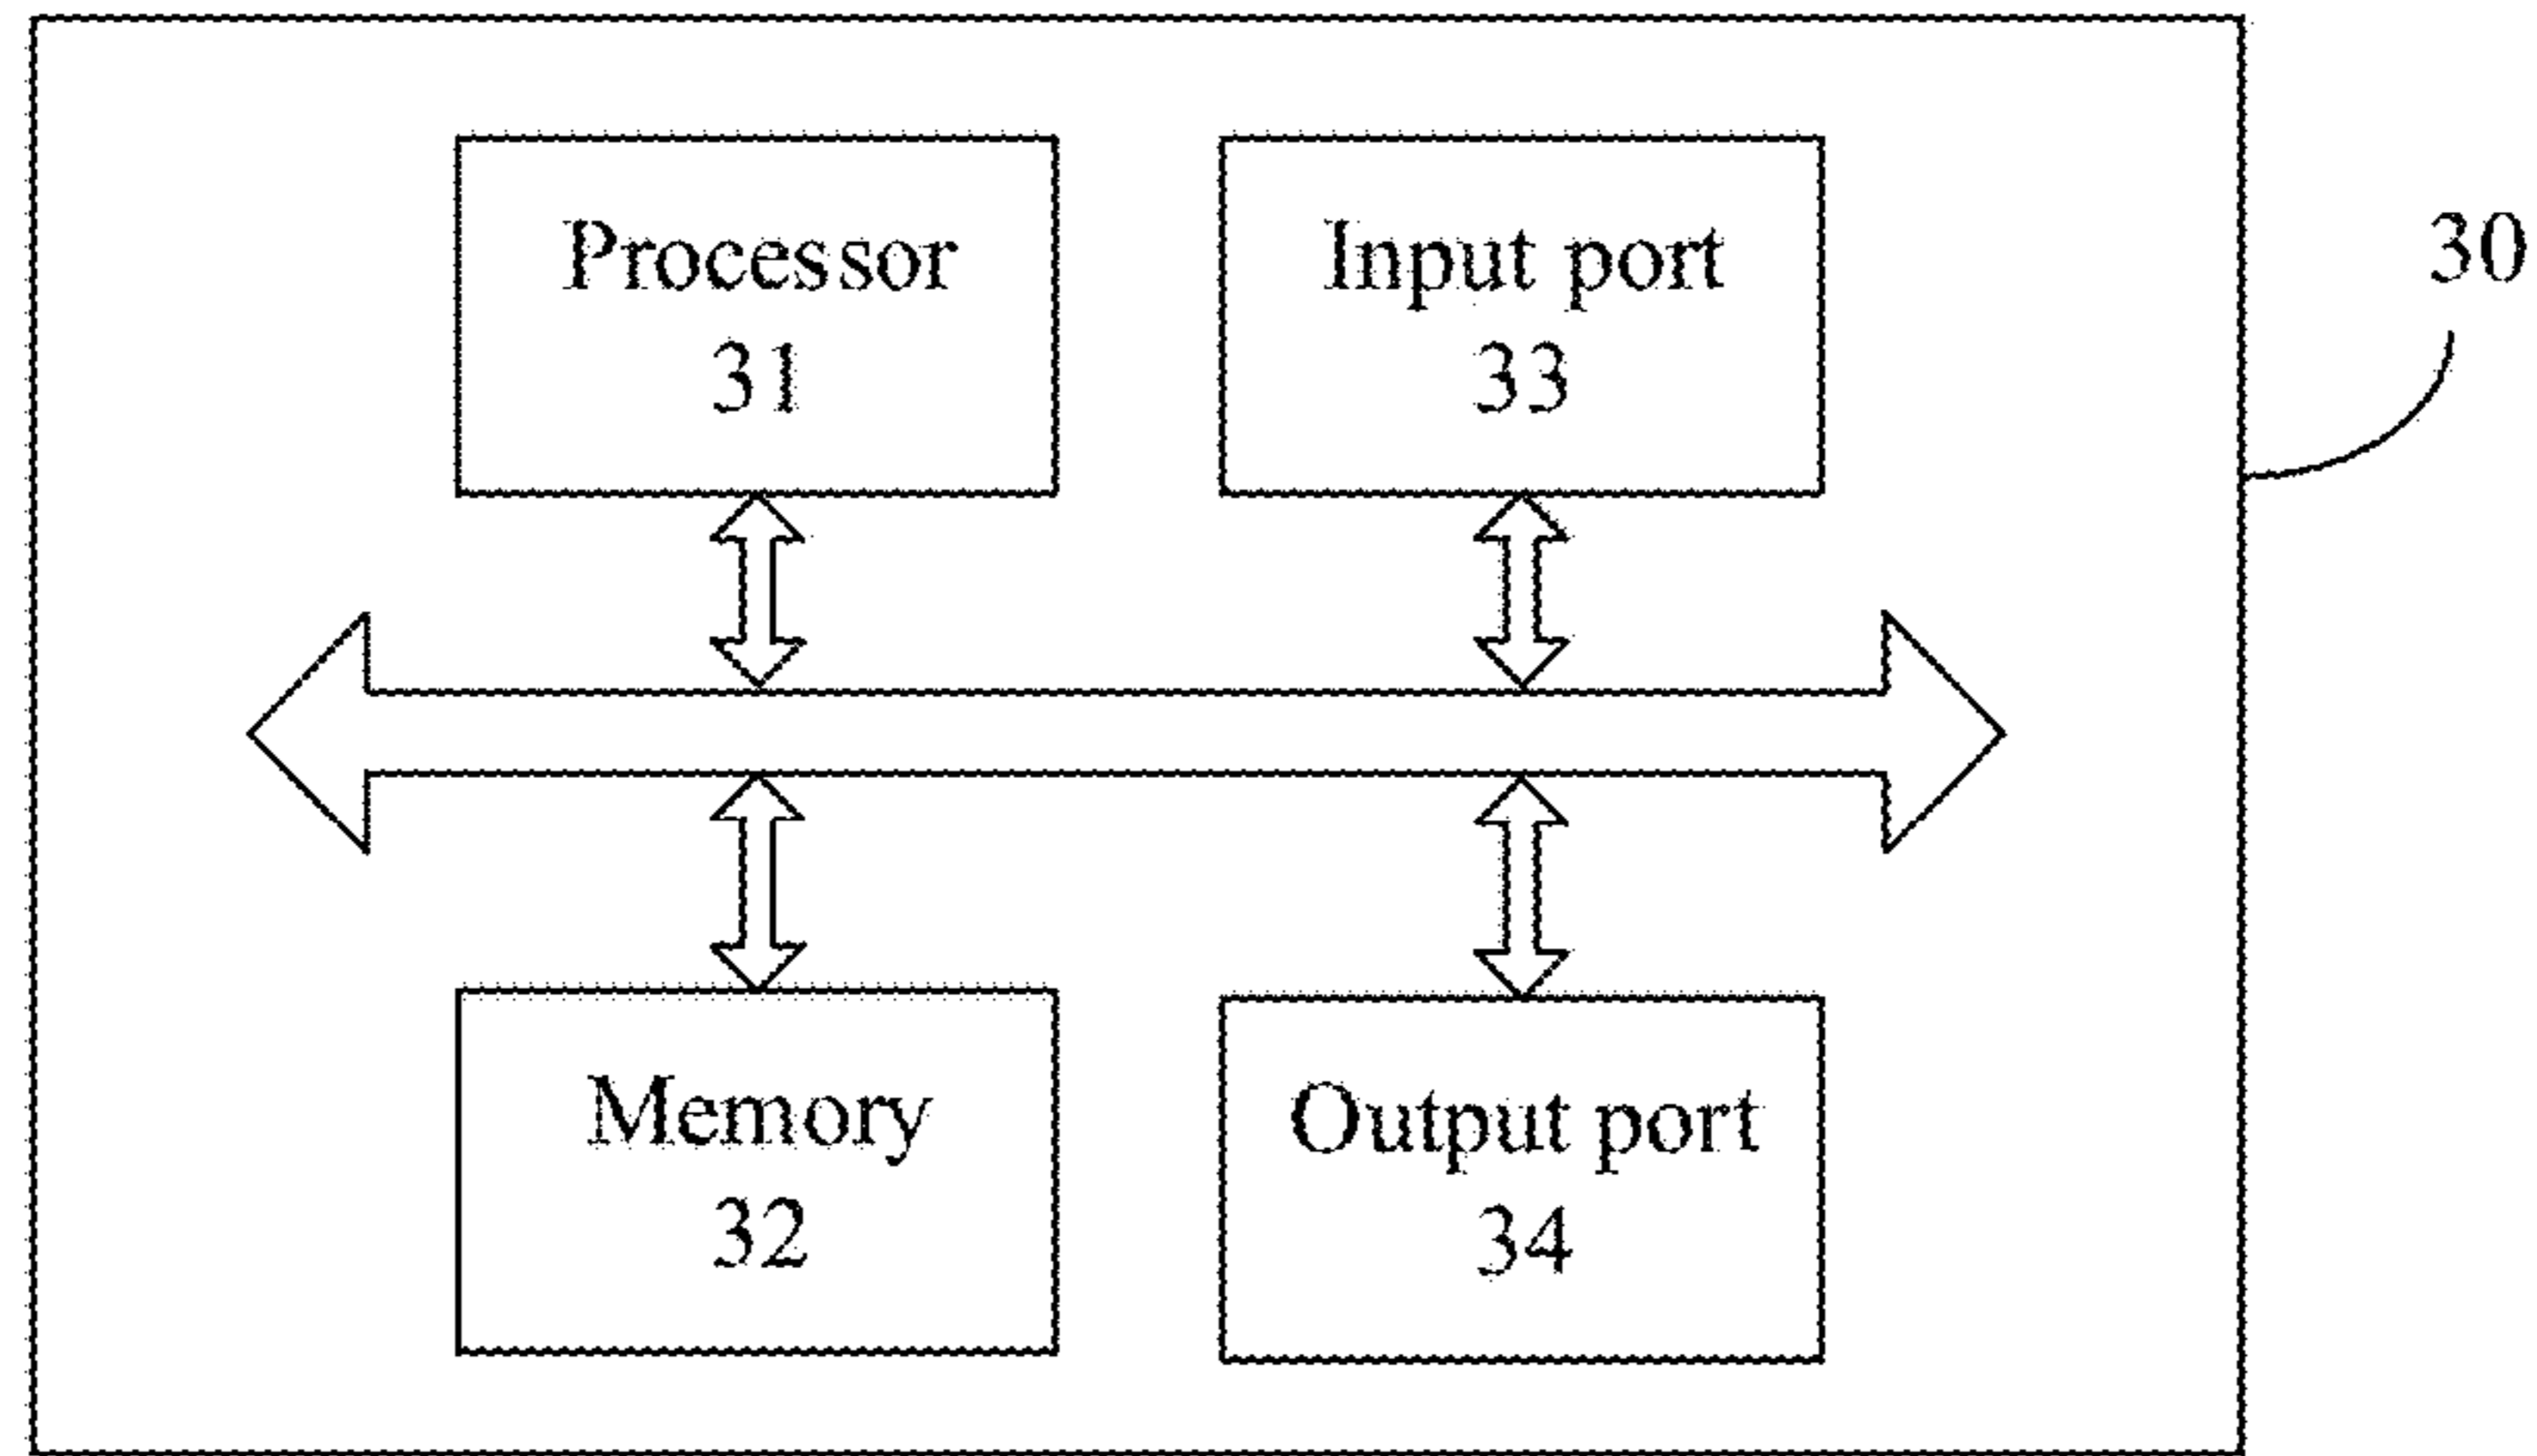 Processor
31
Input port
33
30
Memory
32
Output port
34